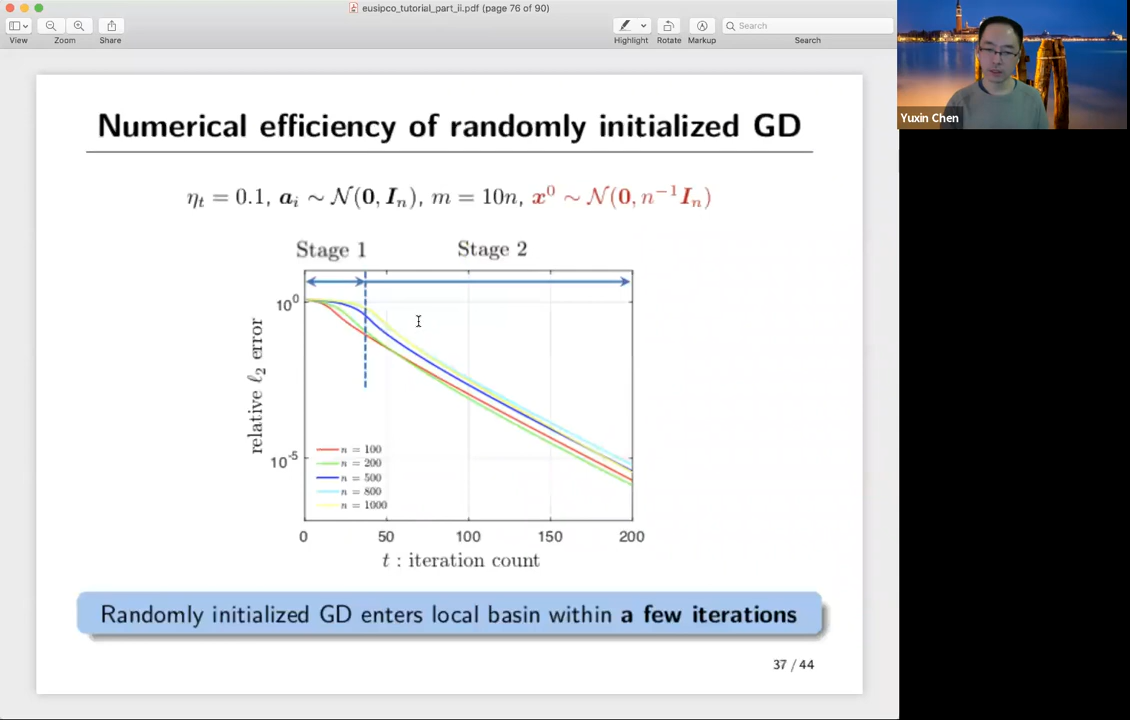 eusipco_tutorial_part_ii.pdf (page 76 of 90)
View
Zoom
Share
Highlight
Rotate
Markup
Search
Search
Yuxin Chen
Numerical efficiency of randomly initialized GD
ηₜ = 0.1, aᵢ ∼ 𝒩(0, Iₙ), m = 10n, x⁰ ∼ 𝒩(0, n⁻¹Iₙ)
Stage 1
Stage 2
10⁰
10⁻⁵
relative ℓ₂ error
n = 100
n = 200
n = 500
n = 800
n = 1000
0 50 100 150 200
t : iteration count
Randomly initialized GD enters local basin within a few iterations
37 / 44